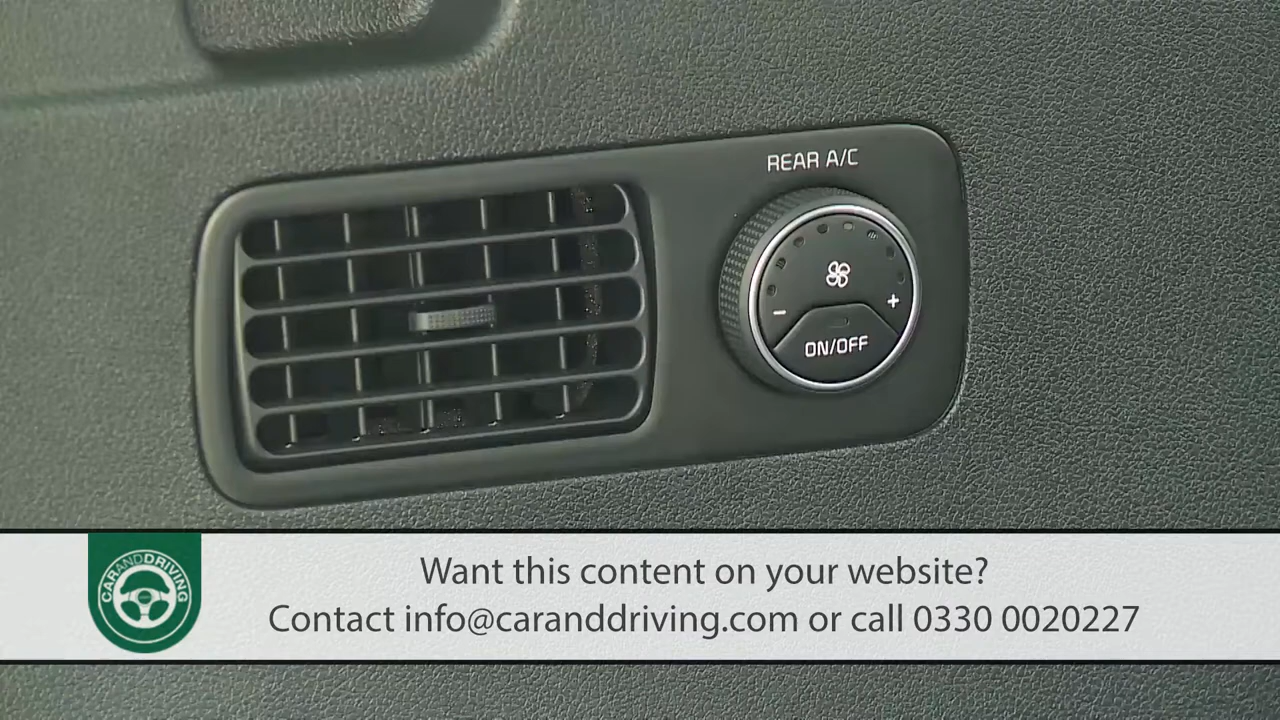 REAR A/C
- +
ON/OFF
CARANDDRIVING
Want this content on your website?
Contact info@caranddriving.com or call 0330 0020227